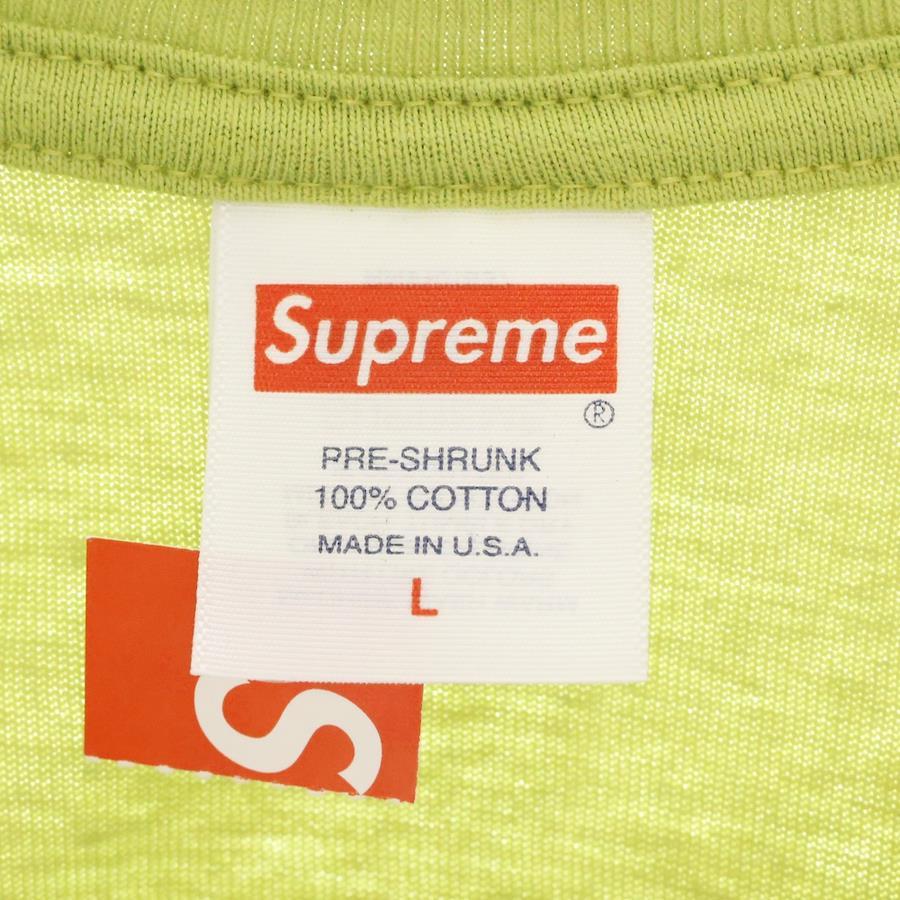 Supreme
®
PRE-SHRUNK
100% COTTON
MADE IN U.S.A.
L
S